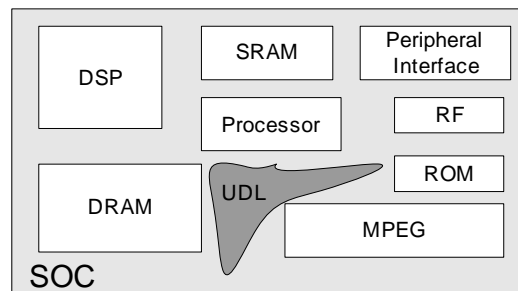 DSP
SRAM
Peripheral
Interface
Processor
RF
DRAM
UDL
ROM
MPEG
SOC